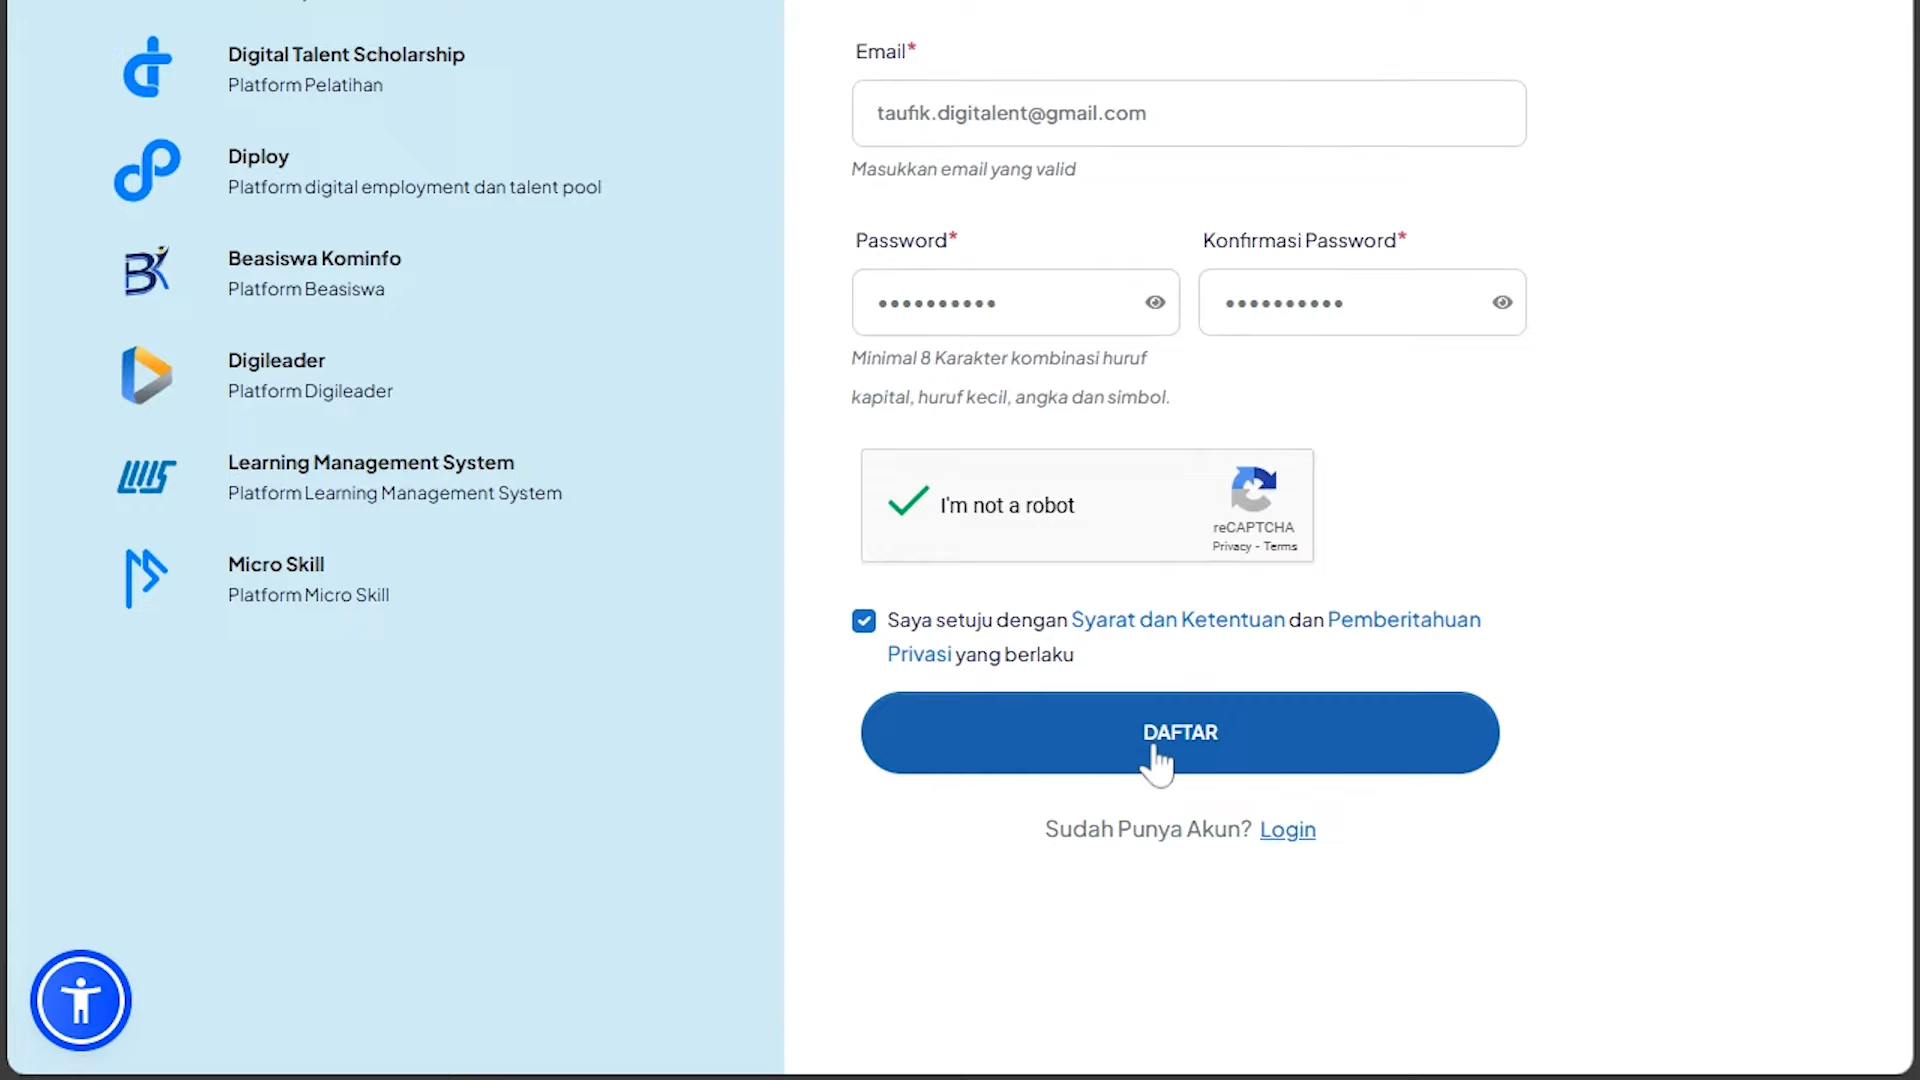 Digital Talent Scholarship
Platform Pelatihan
Diploy
Platform digital employment dan talent pool
Beasiswa Kominfo
Platform Beasiswa
Digileader
Platform Digileader
Learning Management System
Platform Learning Management System
Micro Skill
Platform Micro Skill
Email*
taufik.digitalent@gmail.com
Masukkan email yang valid
Password* Konfirmasi Password*
•••••••••• ••••••••••
Minimal 8 Karakter kombinasi huruf
kapital, huruf kecil, angka dan simbol.
I'm not a robot
reCAPTCHA
Privacy - Terms
Saya setuju dengan Syarat dan Ketentuan dan Pemberitahuan
Privasi yang berlaku
DAFTAR
Sudah Punya Akun? Login